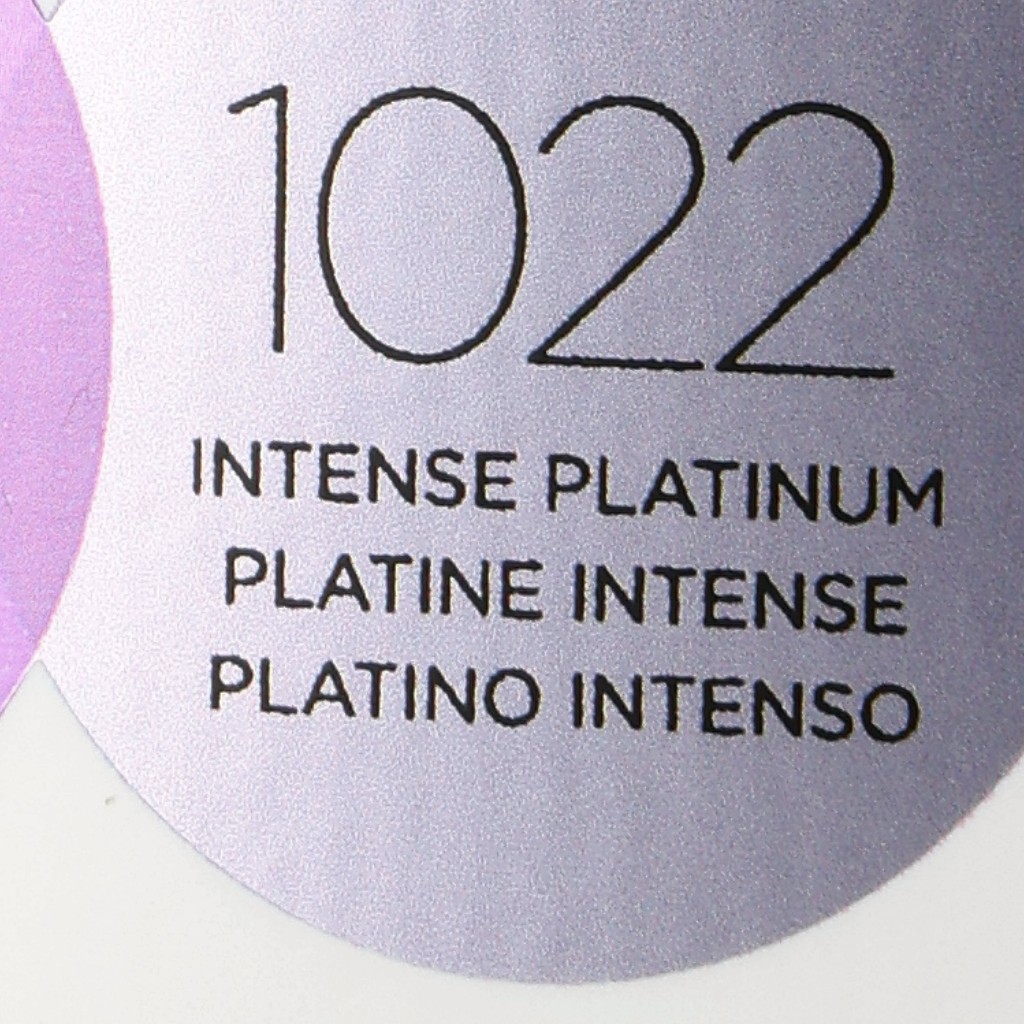 1022
INTENSE PLATINUM
PLATINE INTENSE
PLATINO INTENSO